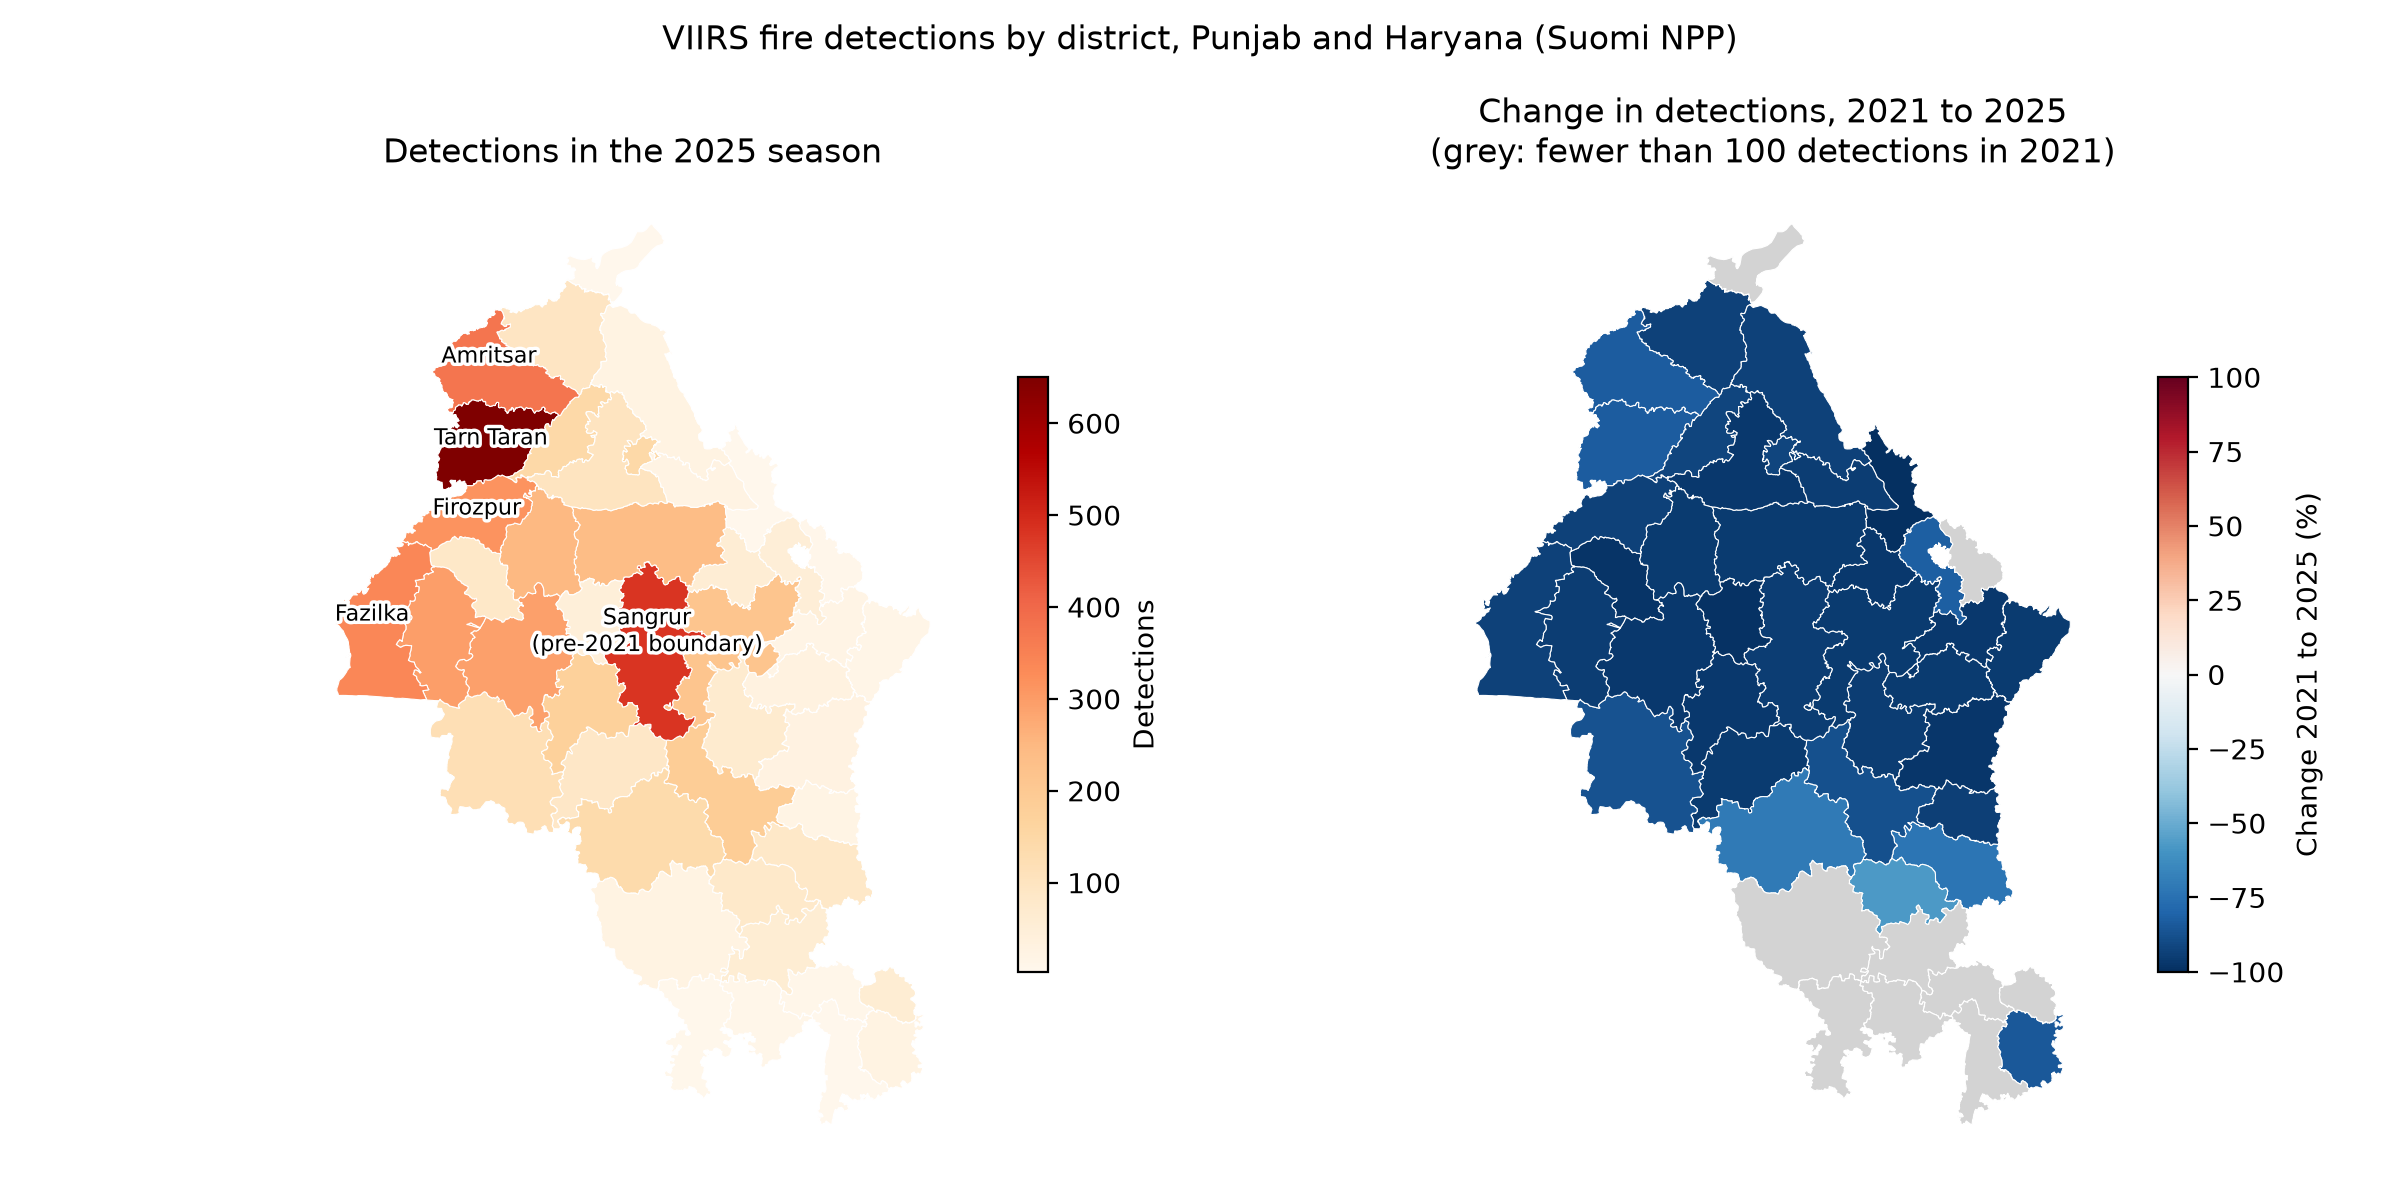 VIIRS fire detections by district, Punjab and Haryana (Suomi NPP)
Detections in the 2025 season
Amritsar
Tarn Taran
Firozpur
Fazilka
Sangrur
(pre-2021 boundary)
600
500
400
300
200
100
Detections
Change in detections, 2021 to 2025
(grey: fewer than 100 detections in 2021)
100
75
50
25
0
−25
−50
−75
−100
Change 2021 to 2025 (%)